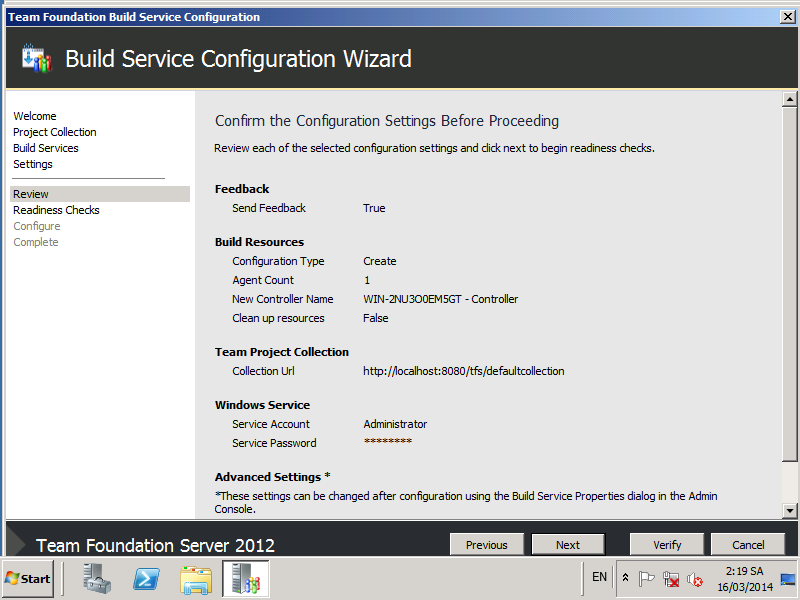 Team Foundation Build Service Configuration
Build Service Configuration Wizard
Welcome
Project Collection
Build Services
Settings
Review
Readiness Checks
Configure
Complete
Confirm the Configuration Settings Before Proceeding
Review each of the selected configuration settings and click next to begin readiness checks.
Feedback
Send Feedback True
Build Resources
Configuration Type Create
Agent Count 1
New Controller Name WIN-2NU3O0EM5GT - Controller
Clean up resources False
Team Project Collection
Collection Url http://localhost:8080/tfs/defaultcollection
Windows Service
Service Account Administrator
Service Password ********
Advanced Settings *
*These settings can be changed after configuration using the Build Service Properties dialog in the Admin
Console.
Team Foundation Server 2012
Previous Next Verify Cancel
Start
EN
2:19 SA
16/03/2014